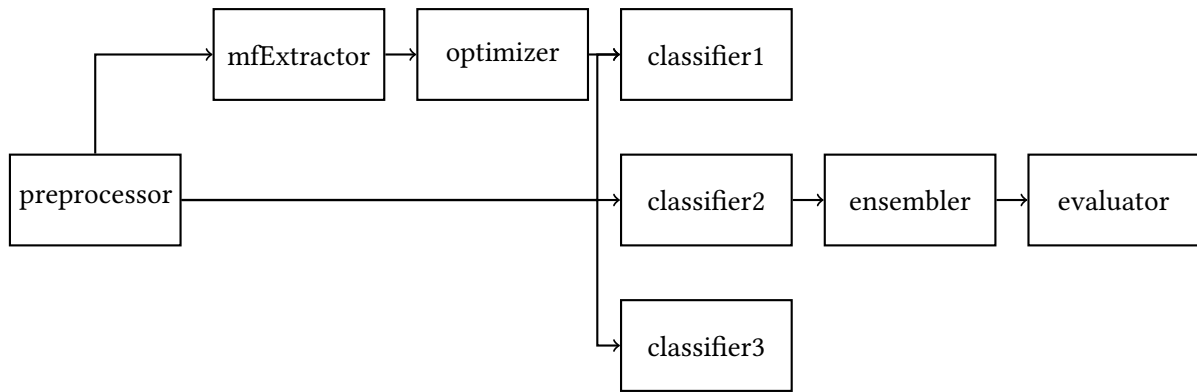 mfExtractor
optimizer
classifier1
preprocessor
classifier2
ensembler
evaluator
classifier3